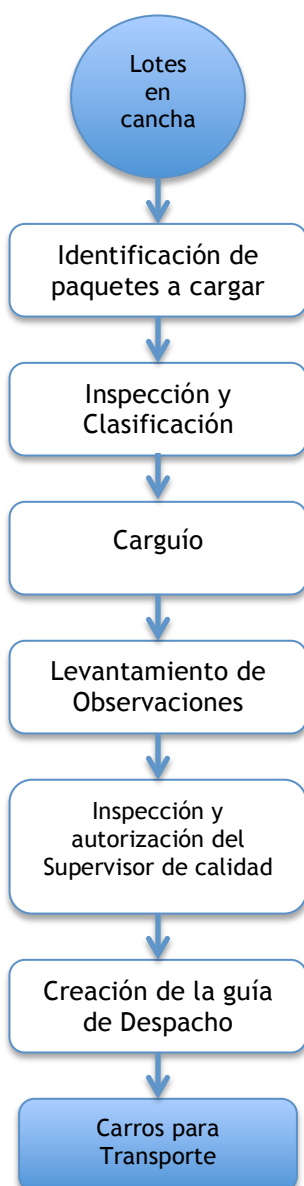 Lotes
en
cancha
Identificación de
paquetes a cargar
Inspección y
Clasificación
Carguío
Levantamiento de
Observaciones
Inspección y
autorización del
Supervisor de calidad
Creación de la guía
de Despacho
Carros para
Transporte